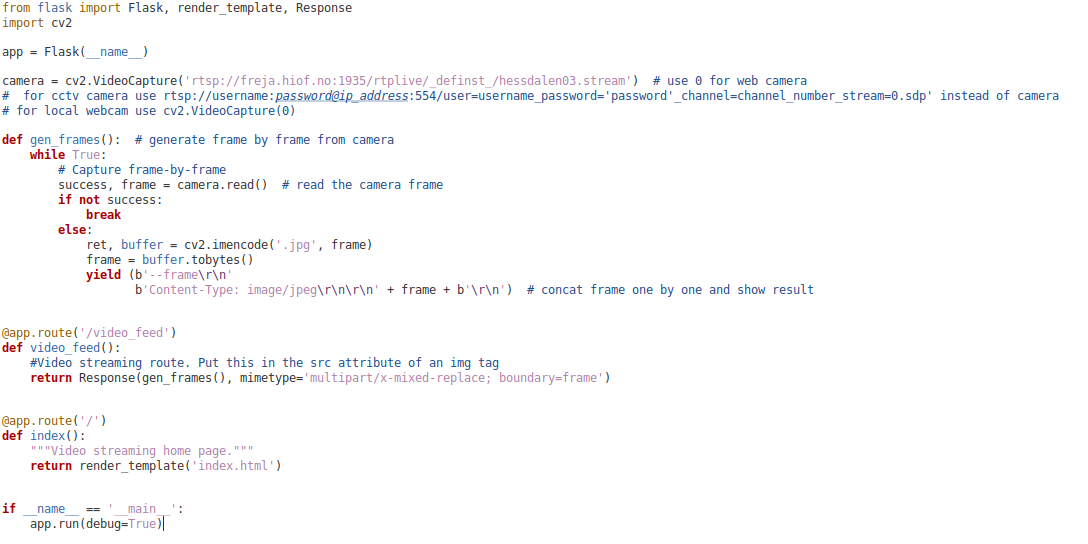 from flask import Flask, render_template, Response
import cv2

app = Flask(__name__)

camera = cv2.VideoCapture('rtsp://freja.hiof.no:1935/rtplive/_definst_/hessdalen03.stream')  # use 0 for web camera
#  for cctv camera use rtsp://username:password@ip_address:554/user=username_password='password'_channel=channel_number_stream=0.sdp' instead of camera
# for local webcam use cv2.VideoCapture(0)

def gen_frames():  # generate frame by frame from camera
    while True:
        # Capture frame-by-frame
        success, frame = camera.read()  # read the camera frame
        if not success:
            break
        else:
            ret, buffer = cv2.imencode('.jpg', frame)
            frame = buffer.tobytes()
            yield (b'--frame\r\n'
                   b'Content-Type: image/jpeg\r\n\r\n' + frame + b'\r\n')  # concat frame one by one and show result


@app.route('/video_feed')
def video_feed():
    #Video streaming route. Put this in the src attribute of an img tag
    return Response(gen_frames(), mimetype='multipart/x-mixed-replace; boundary=frame')


@app.route('/')
def index():
    """Video streaming home page."""
    return render_template('index.html')


if __name__ == '__main__':
    app.run(debug=True)